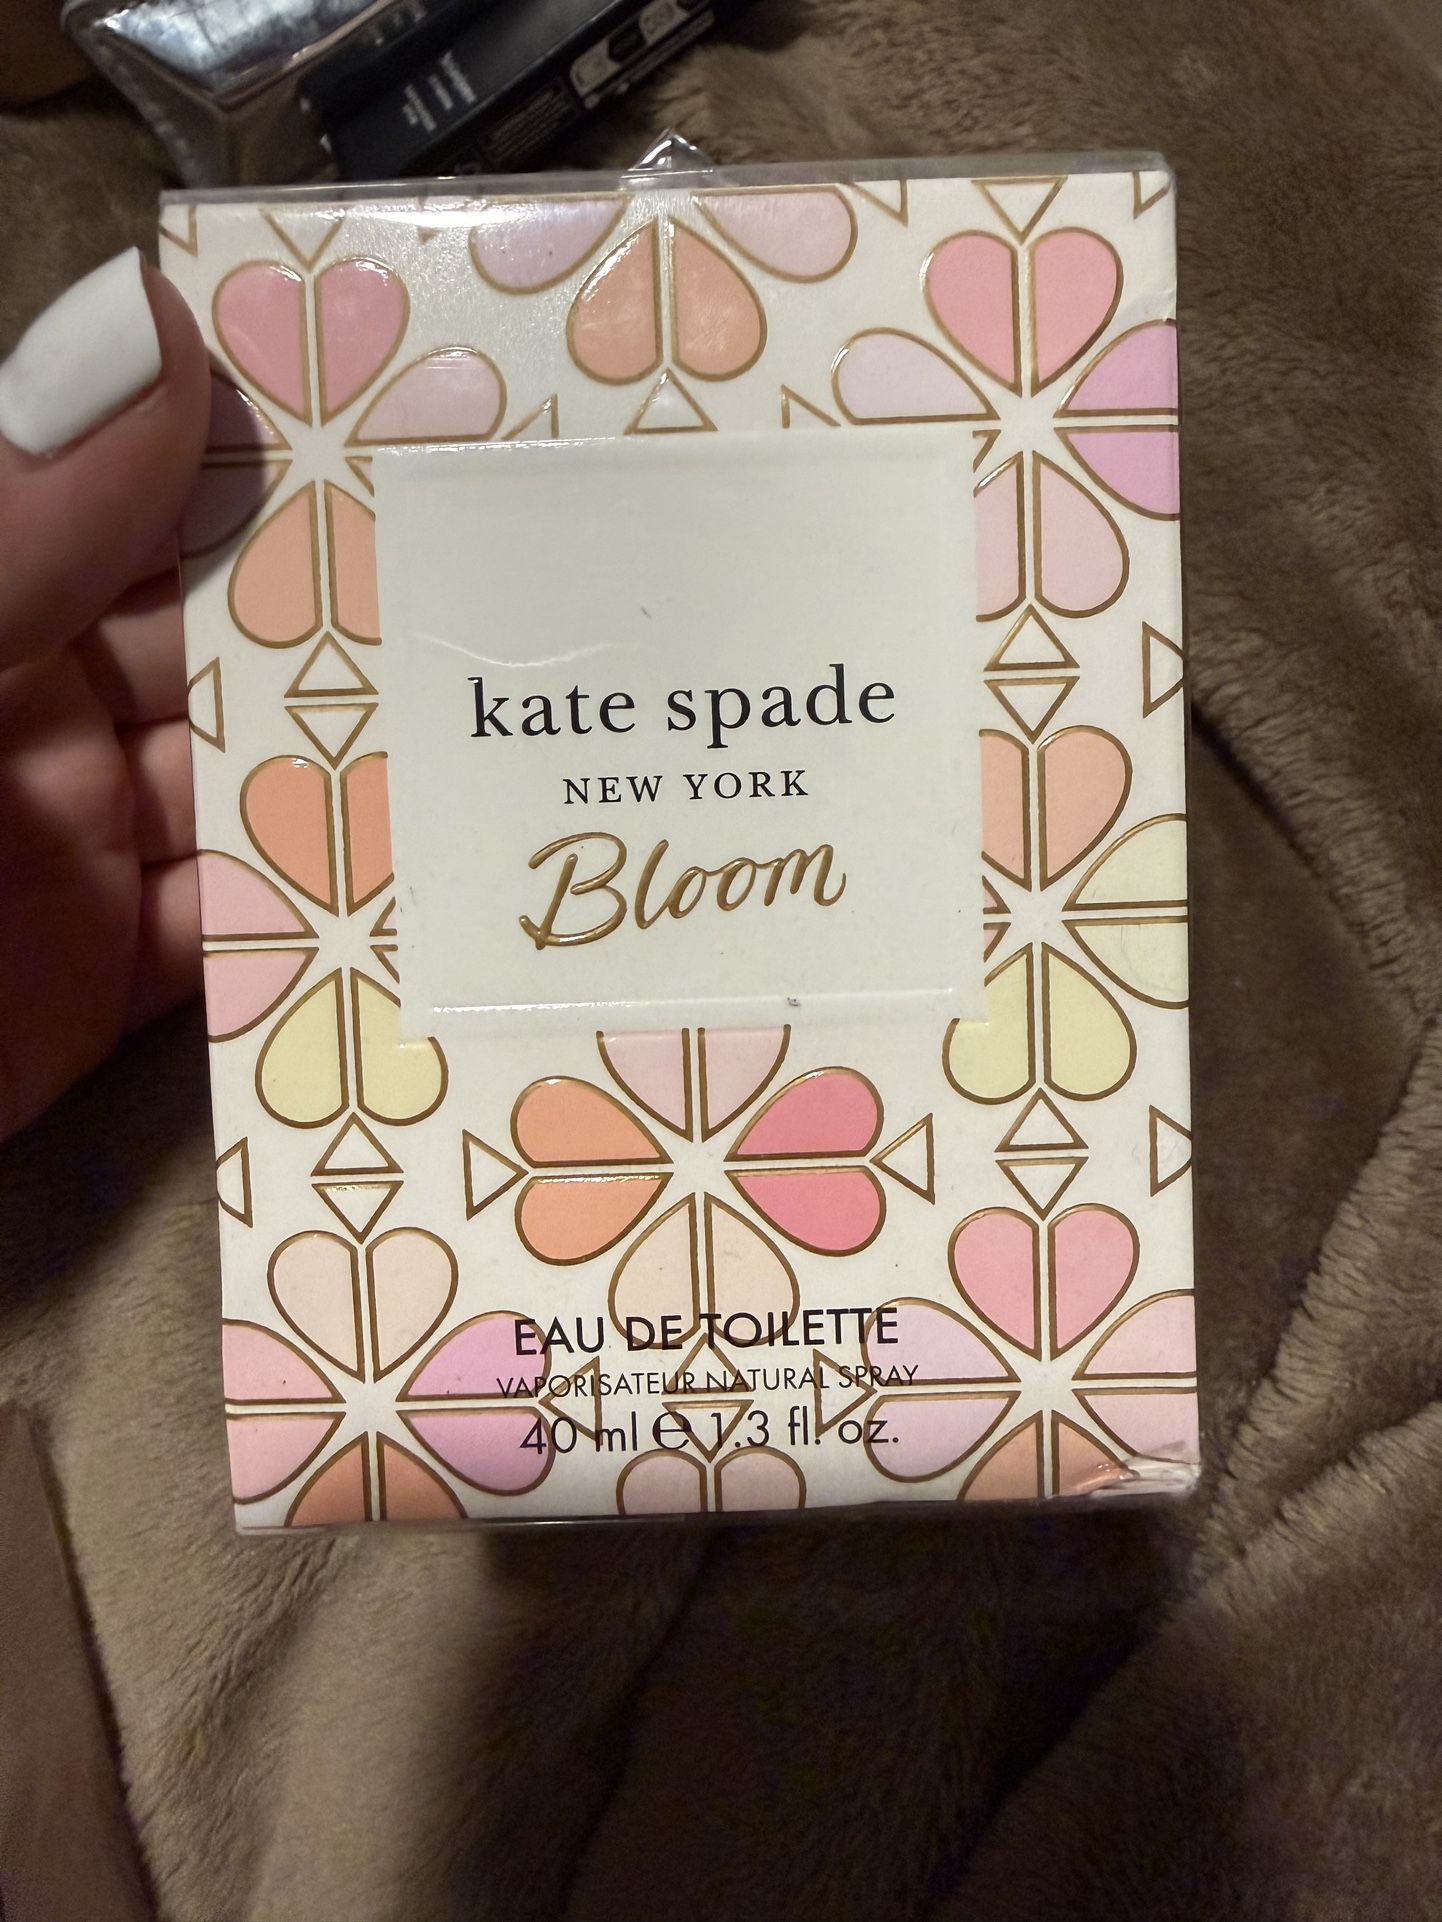 kate spade
NEW YORK
Bloom
EAU DE TOILETTE
VAPORISATEUR NATURAL SPRAY
40 ml ℮ 1.3 fl. oz.